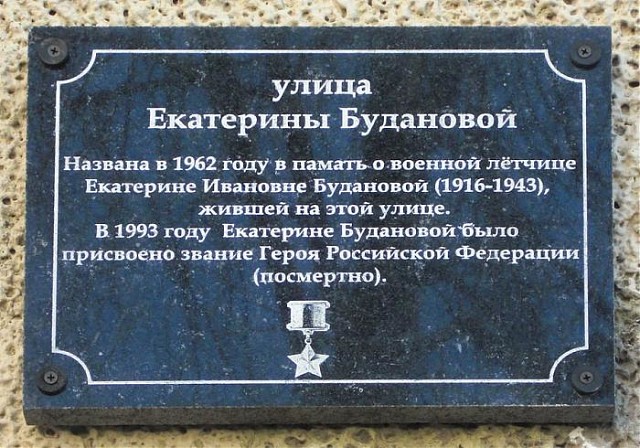 улица
Екатерины Будановой
Названа в 1962 году в память о военной лётчице
Екатерине Ивановне Будановой (1916-1943),
жившей на этой улице.
В 1993 году Екатерине Будановой было
присвоено звание Героя Российской Федерации
(посмертно).